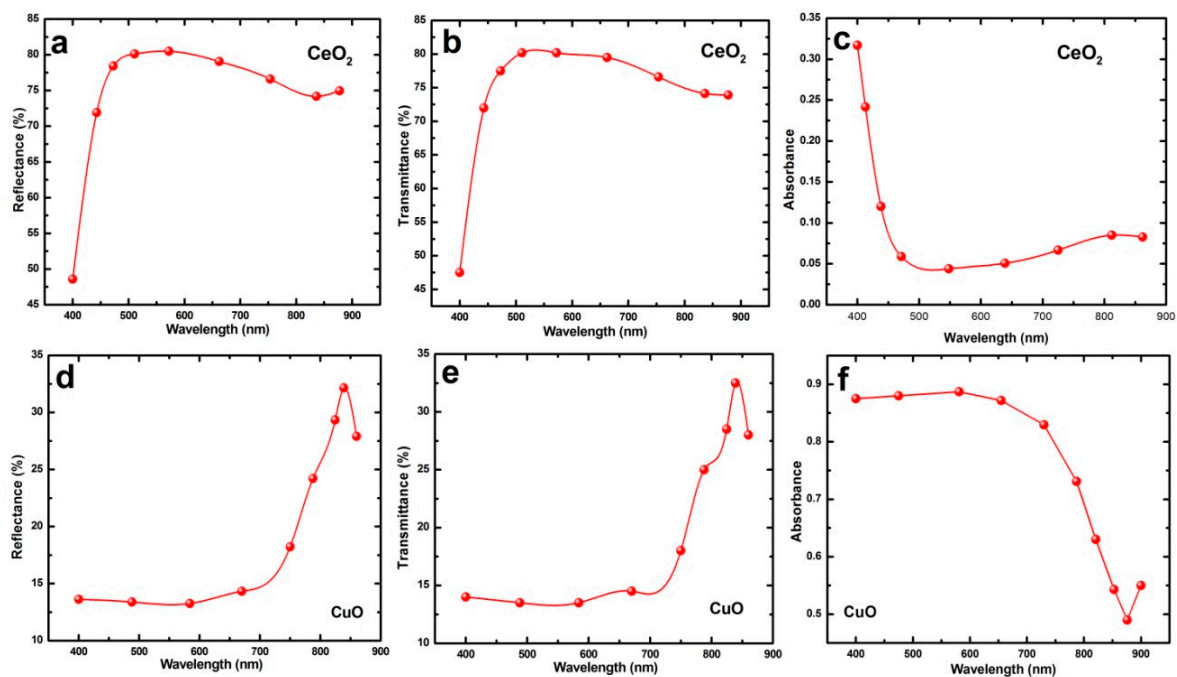 a
CeO2
Reflectance (%)
85
80
75
70
65
60
55
50
45
400 500 600 700 800 900
Wavelength (nm)
b
CeO2
Transmittance (%)
85
80
75
70
65
60
55
50
45
400 500 600 700 800 900
Wavelength (nm)
c
CeO2
Absorbance
0.35
0.30
0.25
0.20
0.15
0.10
0.05
0.00
400 500 600 700 800 900
Wavelength (nm)
d
CuO
Reflectance (%)
35
30
25
20
15
10
400 500 600 700 800 900
Wavelength (nm)
e
CuO
Transmittance (%)
35
30
25
20
15
10
400 500 600 700 800 900
Wavelength (nm)
f
CuO
Absorbance
0.9
0.8
0.7
0.6
0.5
400 500 600 700 800 900
Wavelength (nm)